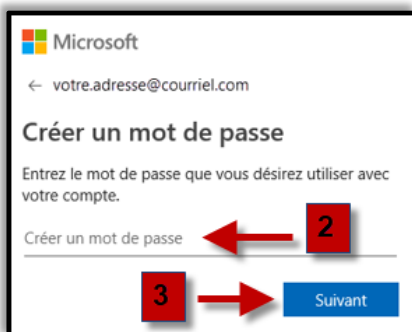 Microsoft
← votre.adresse@courriel.com
Créer un mot de passe
Entrez le mot de passe que vous désirez utiliser avec
votre compte.
Créer un mot de passe
2
3
Suivant